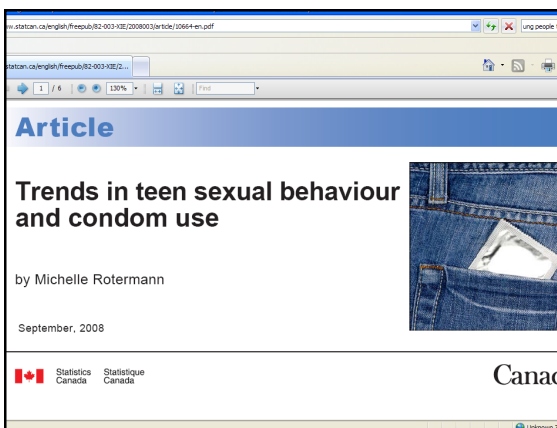 ww.statcan.ca/english/freepub/82-003-XIE/2008003/article/10664-en.pdf
ung people
statcan.ca/english/freepub/82-003-XIE/2...
1 / 6
130%
Find
Article
Trends in teen sexual behaviour
and condom use
by Michelle Rotermann
September, 2008
Statistics Statistique
Canada Canada
Canad
Unknown